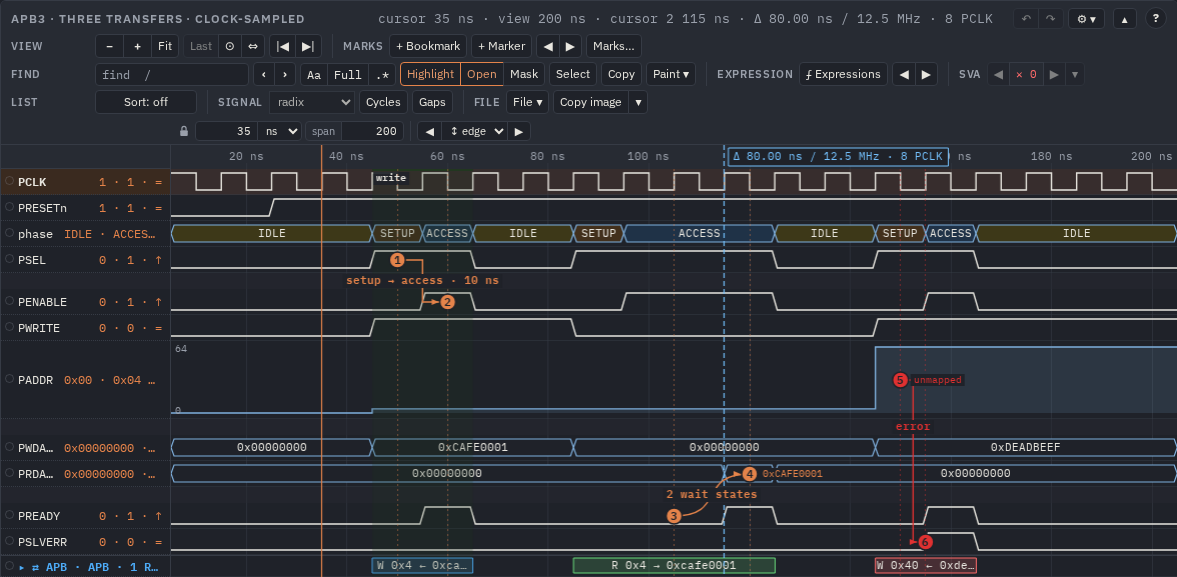 APB3 · THREE TRANSFERS · CLOCK-SAMPLED cursor 35 ns · view 200 ns · cursor 2 115 ns · Δ 80.00 ns / 12.5 MHz · 8 PCLK ↶ ↷ ⚙ ▾ ▲ ?
VIEW − + Fit Last ⊙ ⇔ |◀ ▶| MARKS + Bookmark + Marker ◀ ▶ Marks…
FIND find / ‹ › Aa Full .* Highlight Open Mask Select Copy Paint ▾ EXPRESSION ƒ Expressions ◀ ▶ SVA ◀ × 0 ▶ ▾
LIST Sort: off SIGNAL radix Cycles Gaps FILE File ▾ Copy image ▾
35 ns span 200 ◀ ↕ edge ▶
20 ns 40 ns 60 ns 80 ns 100 ns Δ 80.00 ns / 12.5 MHz · 8 PCLK ns 180 ns 200 ns
PCLK 1 · 1 · = write
PRESETn 1 · 1 · =
phase IDLE · ACCES… IDLE SETUP ACCESS IDLE SETUP ACCESS IDLE SETUP ACCESS IDLE
PSEL 0 · 1 · ↑ 1
setup → access · 10 ns
PENABLE 0 · 1 · ↑ 2
PWRITE 0 · 0 · =
64
PADDR 0x00 · 0x04 … 5 unmapped
0
error
PWDA… 0x00000000 ·… 0x00000000 0xCAFE0001 0x00000000 0xDEADBEEF
PRDA… 0x00000000 ·… 0x00000000 4 0xCAFE0001 0x00000000
2 wait states
PREADY 0 · 1 · ↑ 3
PSLVERR 0 · 0 · = 6
▸ ⇄ APB · APB · 1 R… W 0x4 ← 0xca… R 0x4 → 0xcafe0001 W 0x40 ← 0xde…